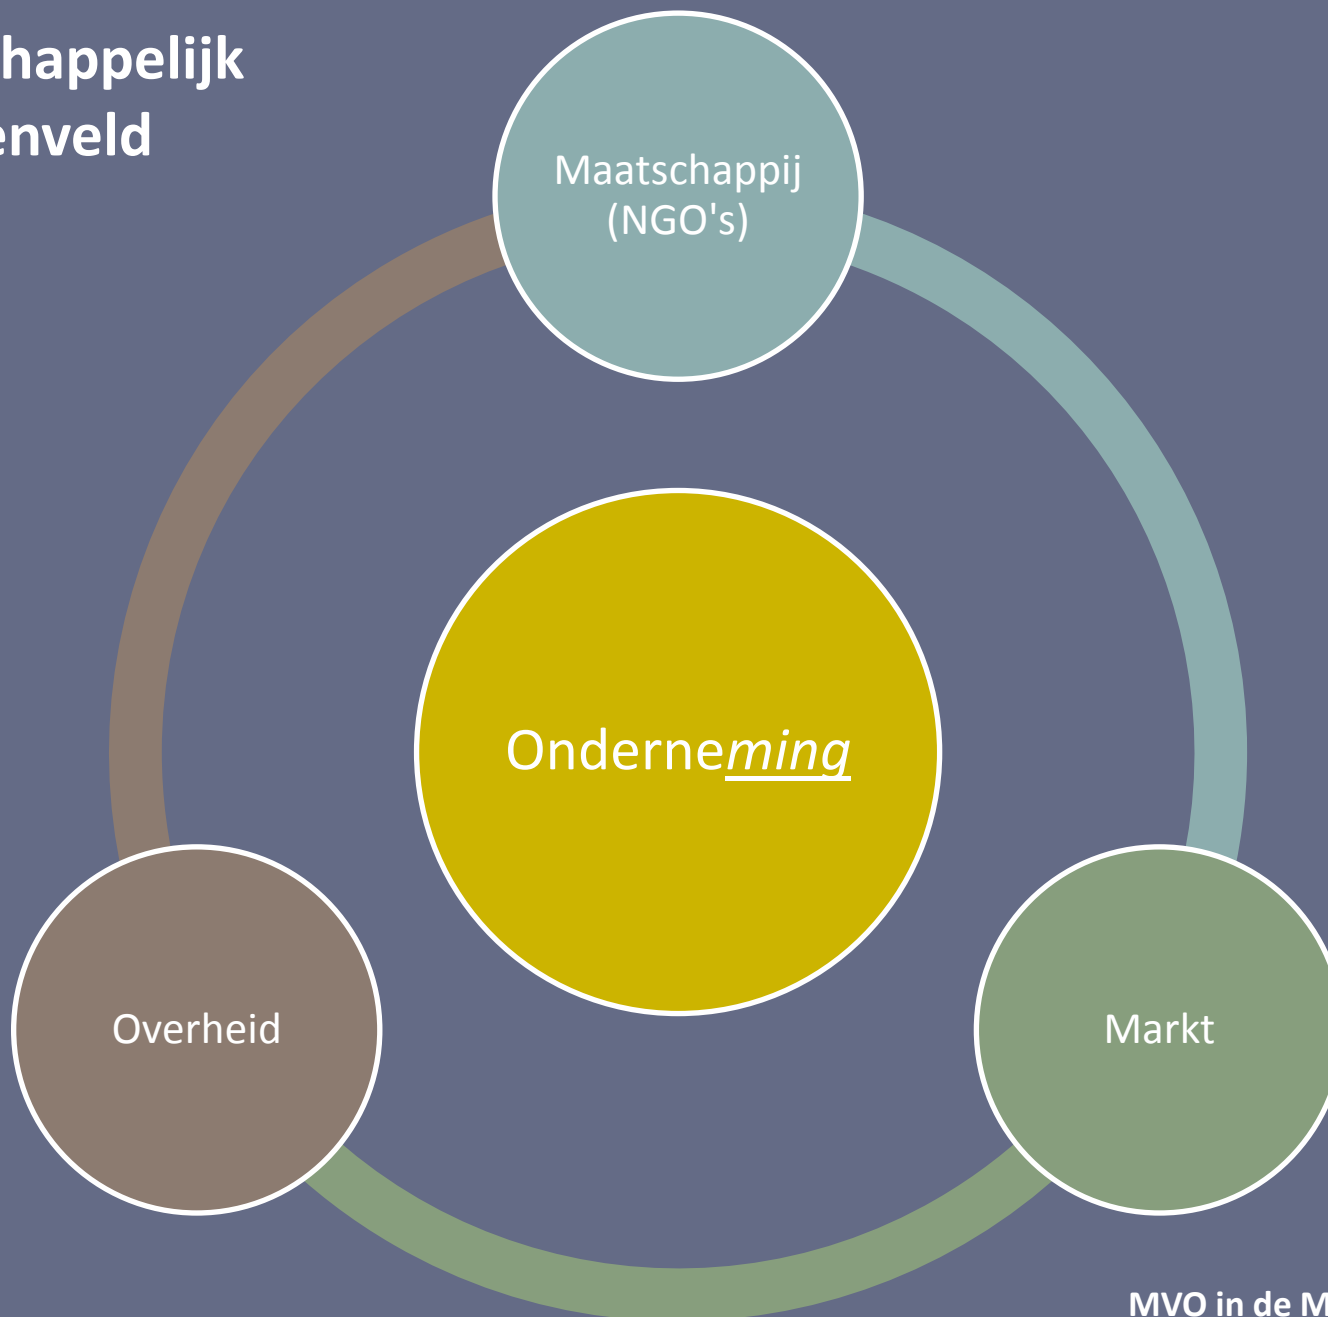 happelijk
enveld
Maatschappij
(NGO's)
Onderneming
Overheid
Markt
MVO in de M